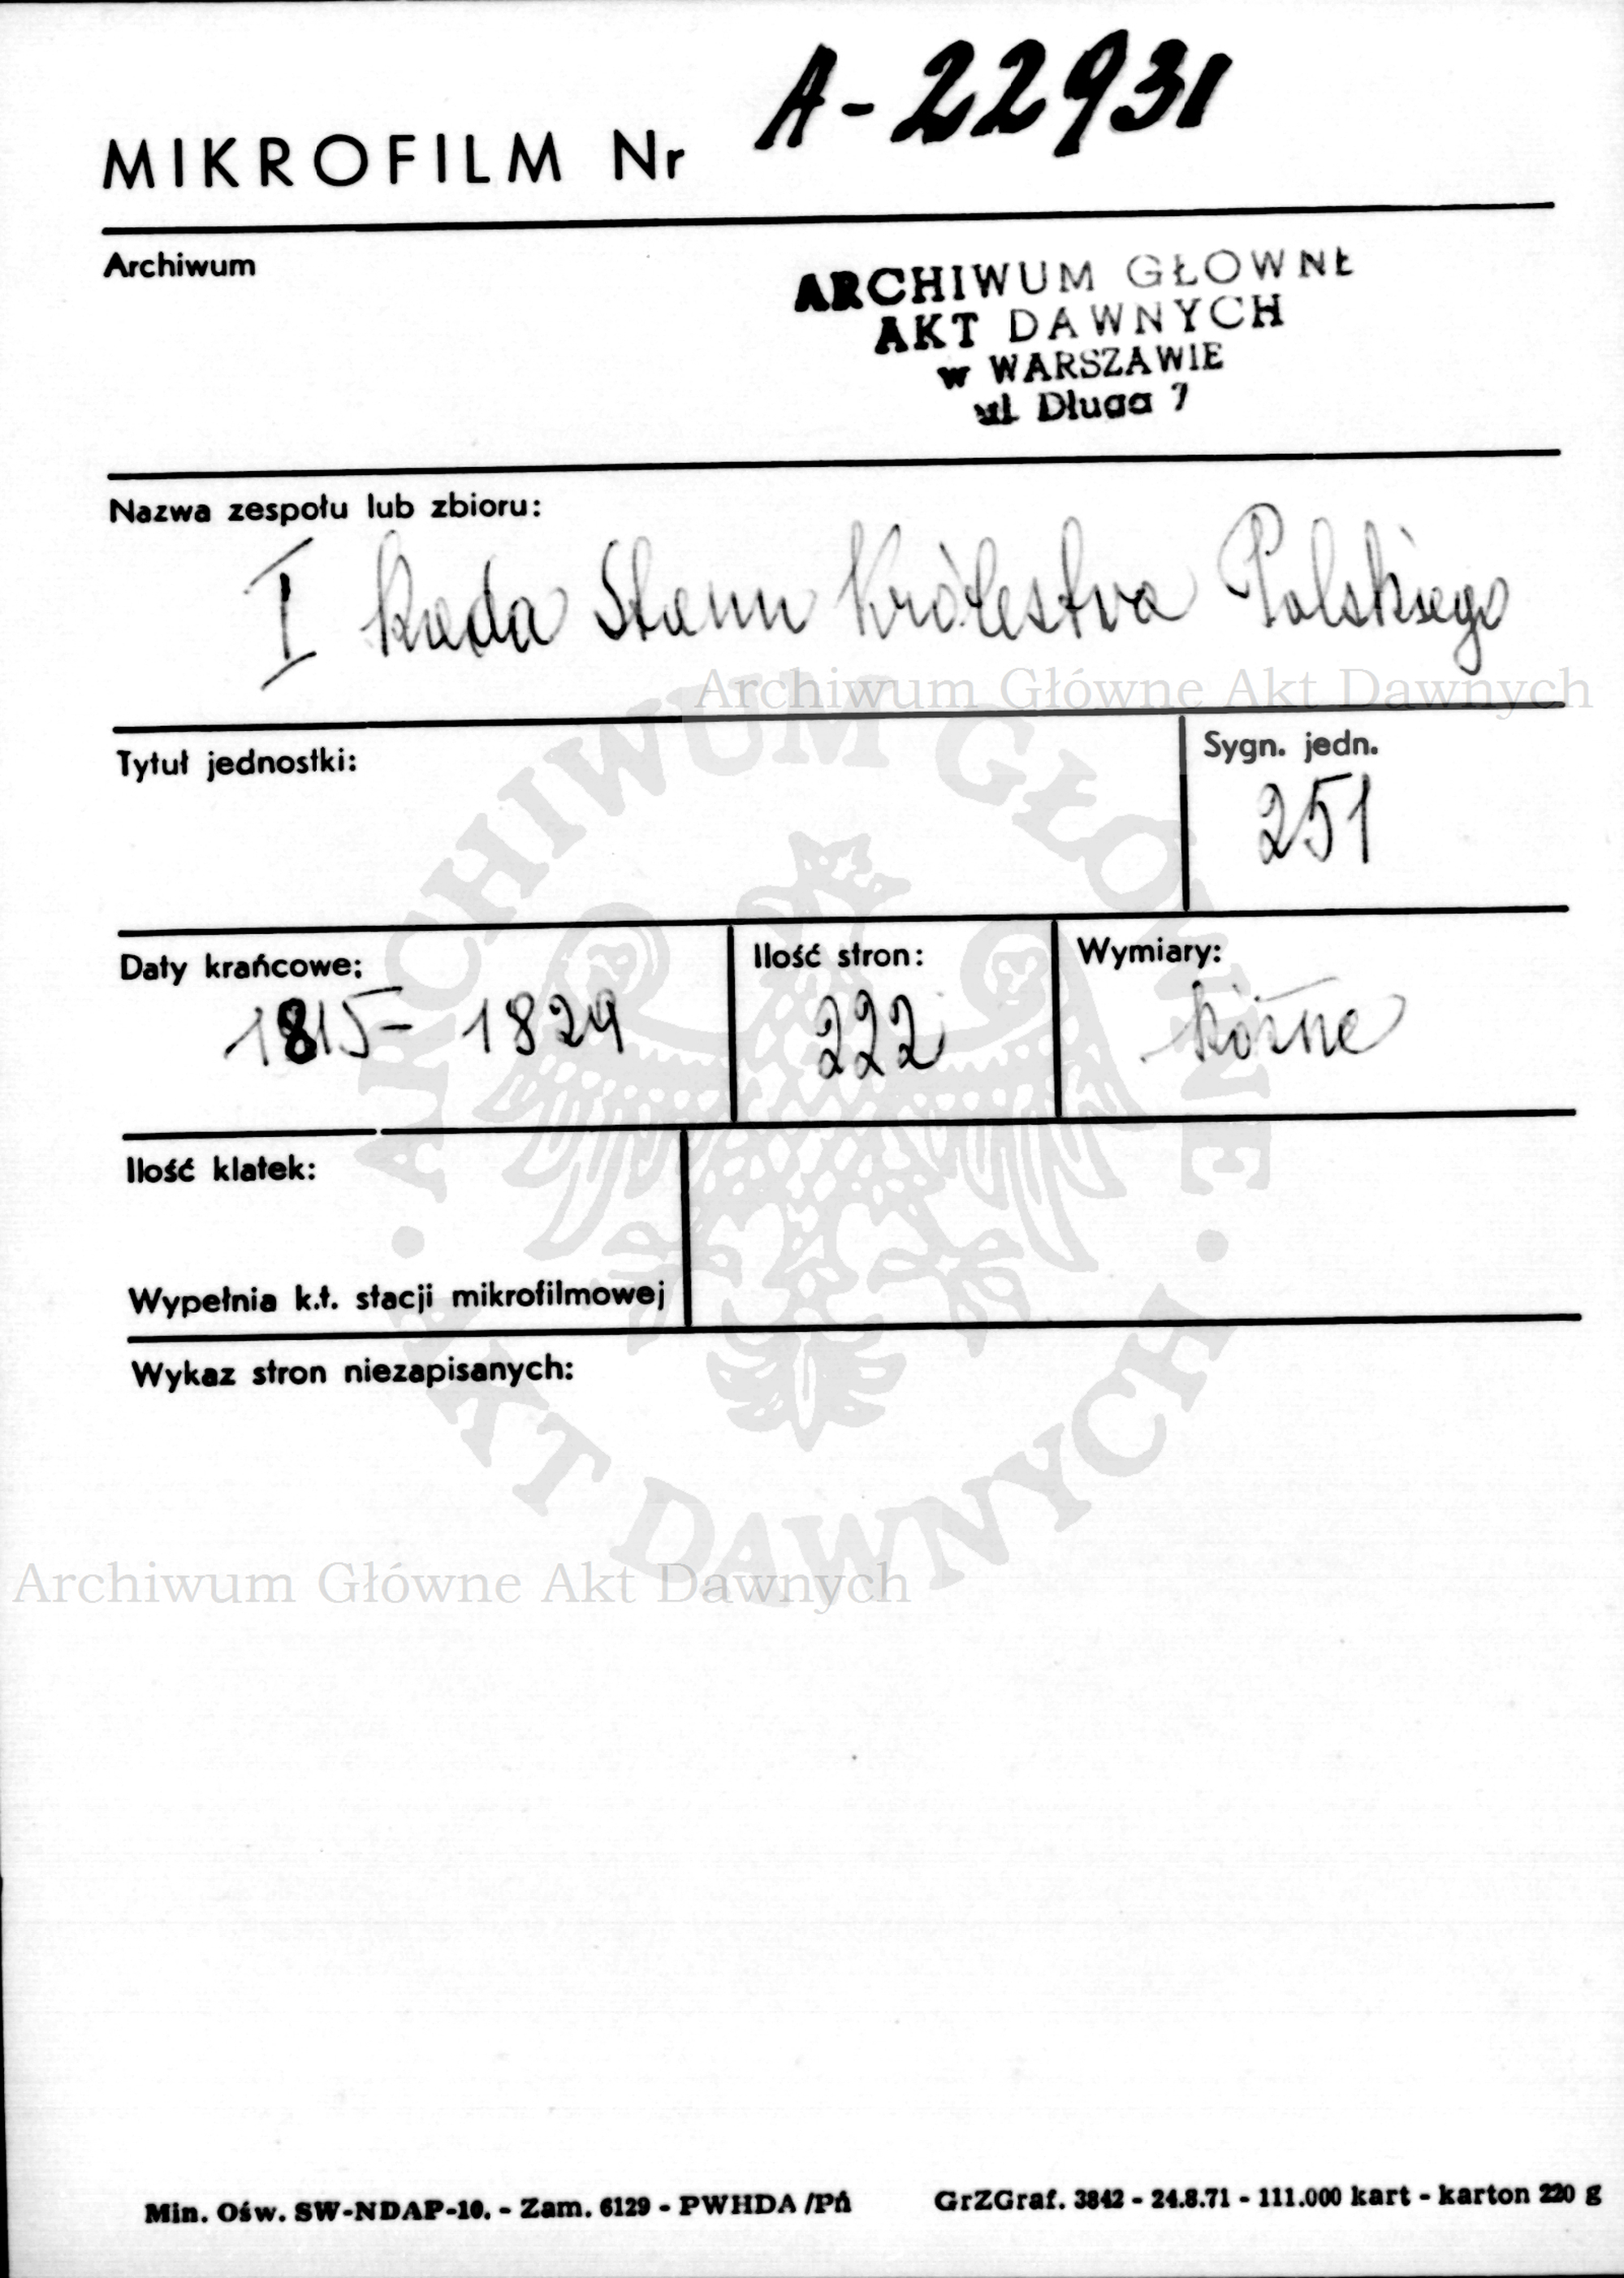 A-22931
MIKROFILM Nr
Archiwum
ARCHIWUM GŁOWNE
AKT DAWNYCH
w WARSZAWIE
ul. Długa 7
Nazwa zespołu lub zbioru:
I Rada Stanu Królestwa Polskiego
Archiwum Główne Akt Dawnych
Tytuł jednostki:
Sygn. jedn.
251
Daty krańcowe:
1815- 1829
Ilość stron:
222
Wymiary:
różne
Ilość klatek:
Wypełnia k.t. stacji mikrofilmowej
Wykaz stron niezapisanych:
ARCHIWUM GŁÓWNE
· AKT DAWNYCH ·
Archiwum Główne Akt Dawnych
Min. Ośw. SW-NDAP-10. - Zam. 6129 - PWHDA /Pń
GrZGraf. 3842 - 24.8.71 - 111.000 kart - karton 220 g